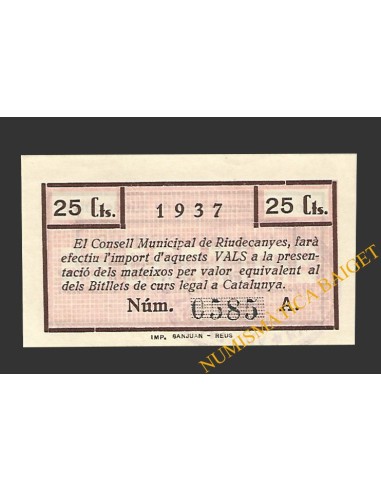 25 Cts. 1937 25 Cts.
El Consell Municipal de Riudecanyes, farà
efectiu l'import d'aquests VALS a la presen-
tació dels mateixos per valor equivalent al
dels Bitllets de curs legal a Catalunya.
Núm. 0585 A
IMP. SANJUAN - REUS
NUMISMATICA BAIGET